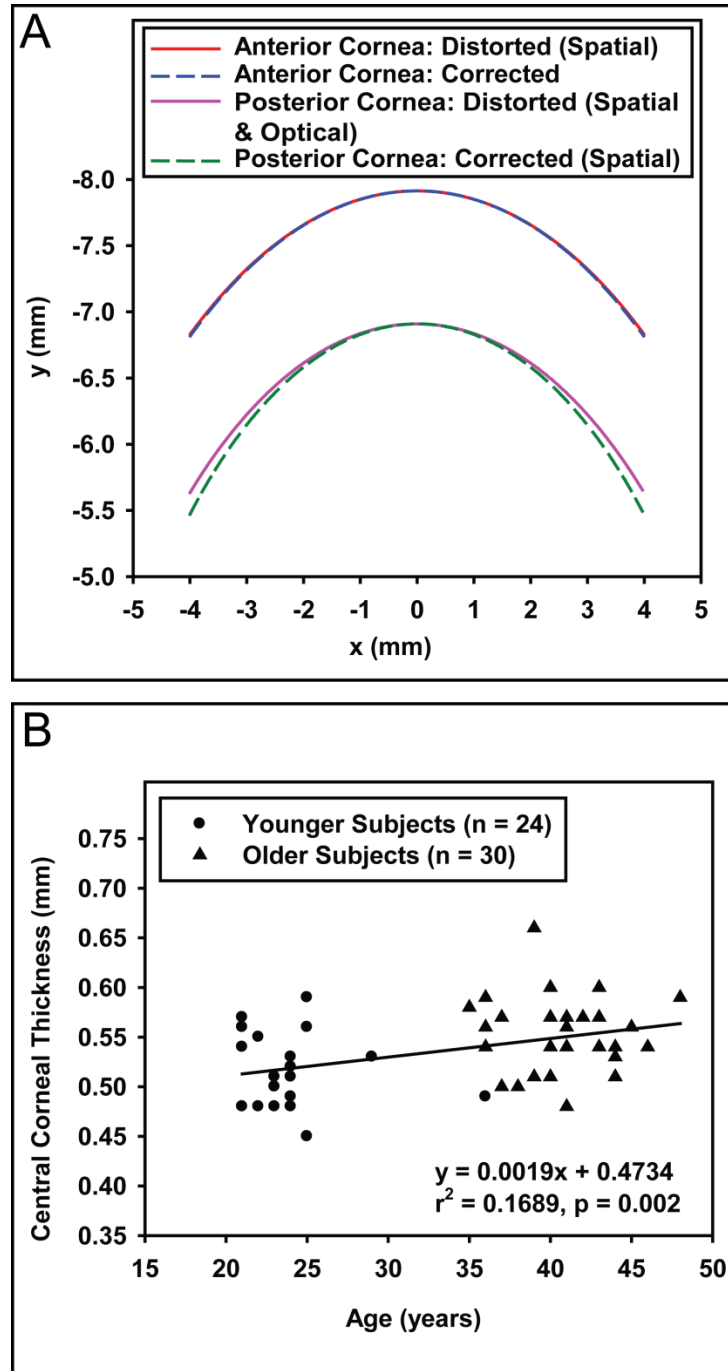 A
Anterior Cornea: Distorted (Spatial)
Anterior Cornea: Corrected
Posterior Cornea: Distorted (Spatial
& Optical)
Posterior Cornea: Corrected (Spatial)
-8.0
-7.5
-7.0
-6.5
-6.0
-5.5
-5.0
y (mm)
-5 -4 -3 -2 -1 0 1 2 3 4 5
x (mm)
B
Younger Subjects (n = 24)
Older Subjects (n = 30)
0.75
0.70
0.65
0.60
0.55
0.50
0.45
0.40
0.35
Central Corneal Thickness (mm)
y = 0.0019x + 0.4734
r² = 0.1689, p = 0.002
15 20 25 30 35 40 45 50
Age (years)